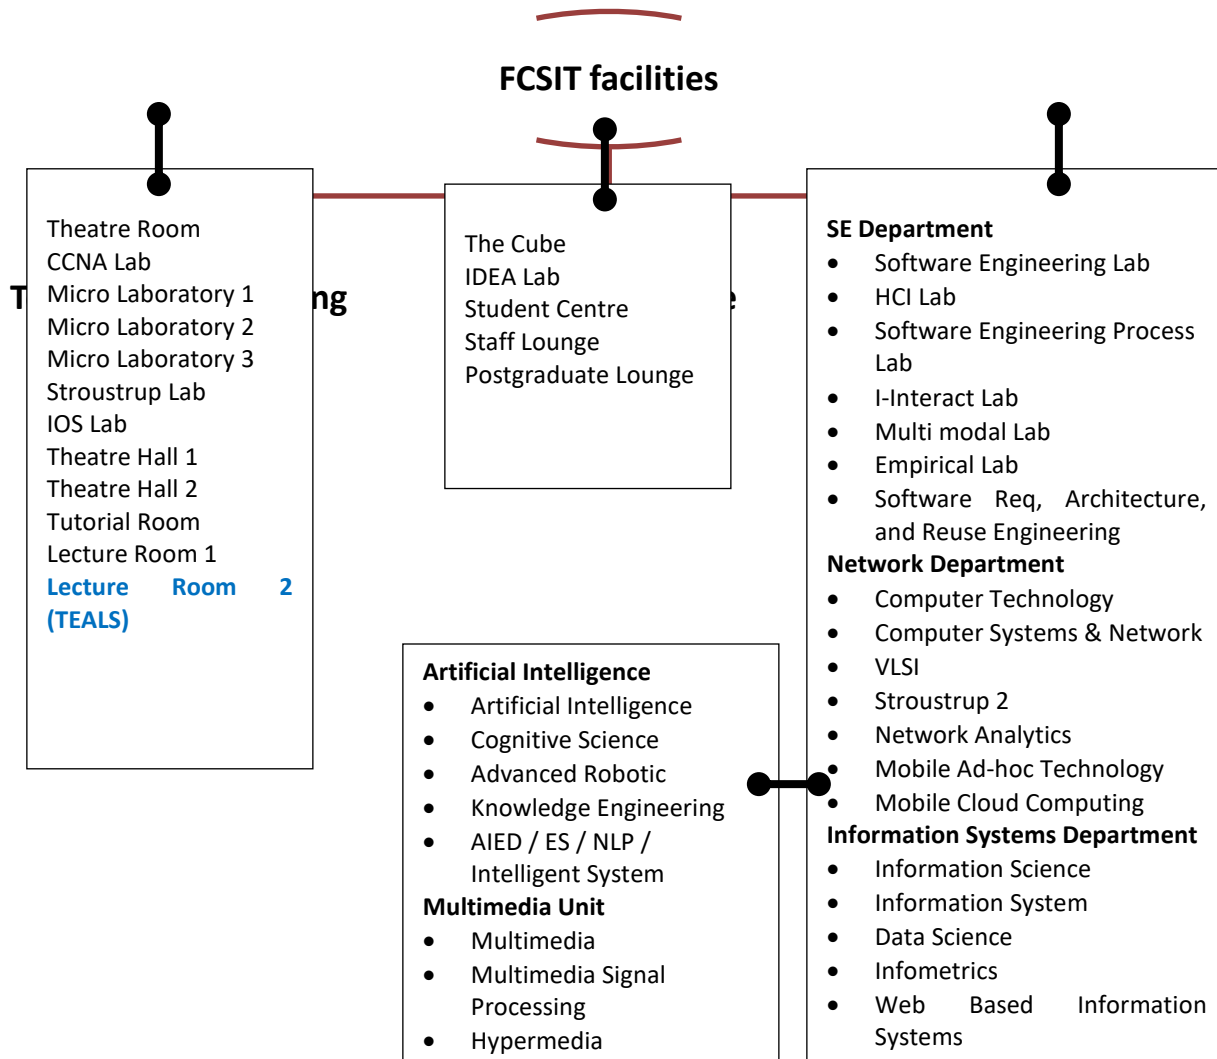 FCSIT facilities
Theatre Room
CCNA Lab
Micro Laboratory 1
Micro Laboratory 2
Micro Laboratory 3
Stroustrup Lab
IOS Lab
Theatre Hall 1
Theatre Hall 2
Tutorial Room
Lecture Room 1
Lecture Room 2
(TEALS)
The Cube
IDEA Lab
Student Centre
Staff Lounge
Postgraduate Lounge
SE Department
• Software Engineering Lab
• HCI Lab
• Software Engineering Process
Lab
• I-Interact Lab
• Multi modal Lab
• Empirical Lab
• Software Req, Architecture,
and Reuse Engineering
Network Department
• Computer Technology
• Computer Systems & Network
• VLSI
• Stroustrup 2
• Network Analytics
• Mobile Ad-hoc Technology
• Mobile Cloud Computing
Information Systems Department
• Information Science
• Information System
• Data Science
• Infometrics
• Web Based Information
Systems
Artificial Intelligence
• Artificial Intelligence
• Cognitive Science
• Advanced Robotic
• Knowledge Engineering
• AIED / ES / NLP /
Intelligent System
Multimedia Unit
• Multimedia
• Multimedia Signal
Processing
• Hypermedia